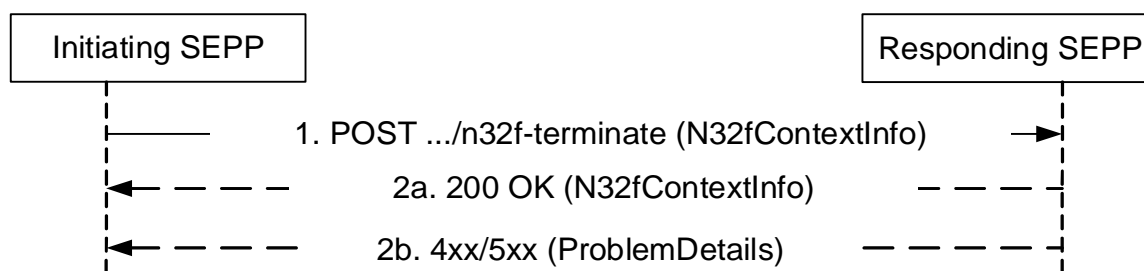 Initiating SEPP
Responding SEPP
1. POST .../n32f-terminate (N32fContextInfo)
2a. 200 OK (N32fContextInfo)
2b. 4xx/5xx (ProblemDetails)